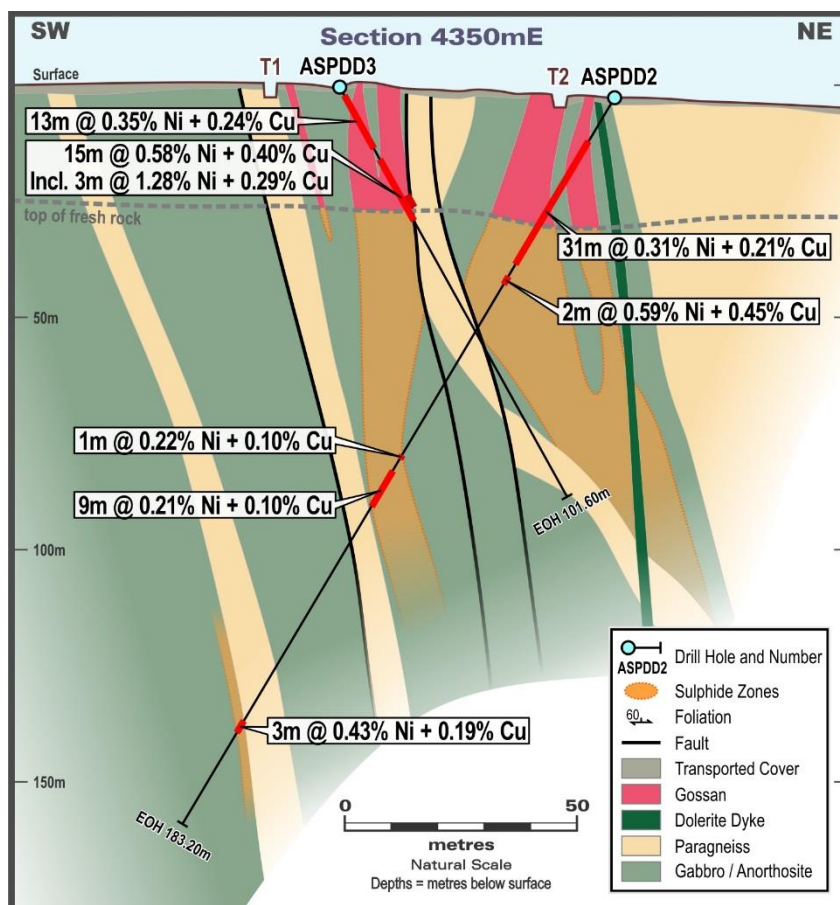 SW
Section 4350mE
NE
Surface
T1
ASPDD3
T2
ASPDD2
13m @ 0.35% Ni + 0.24% Cu
15m @ 0.58% Ni + 0.40% Cu
Incl. 3m @ 1.28% Ni + 0.29% Cu
top of fresh rock
31m @ 0.31% Ni + 0.21% Cu
2m @ 0.59% Ni + 0.45% Cu
50m
1m @ 0.22% Ni + 0.10% Cu
9m @ 0.21% Ni + 0.10% Cu
EOH 101.60m
100m
3m @ 0.43% Ni + 0.19% Cu
150m
EOH 183.20m
0 50
metres
Natural Scale
Depths = metres below surface
ASPDD2 Drill Hole and Number
Sulphide Zones
60 Foliation
Fault
Transported Cover
Gossan
Dolerite Dyke
Paragneiss
Gabbro / Anorthosite